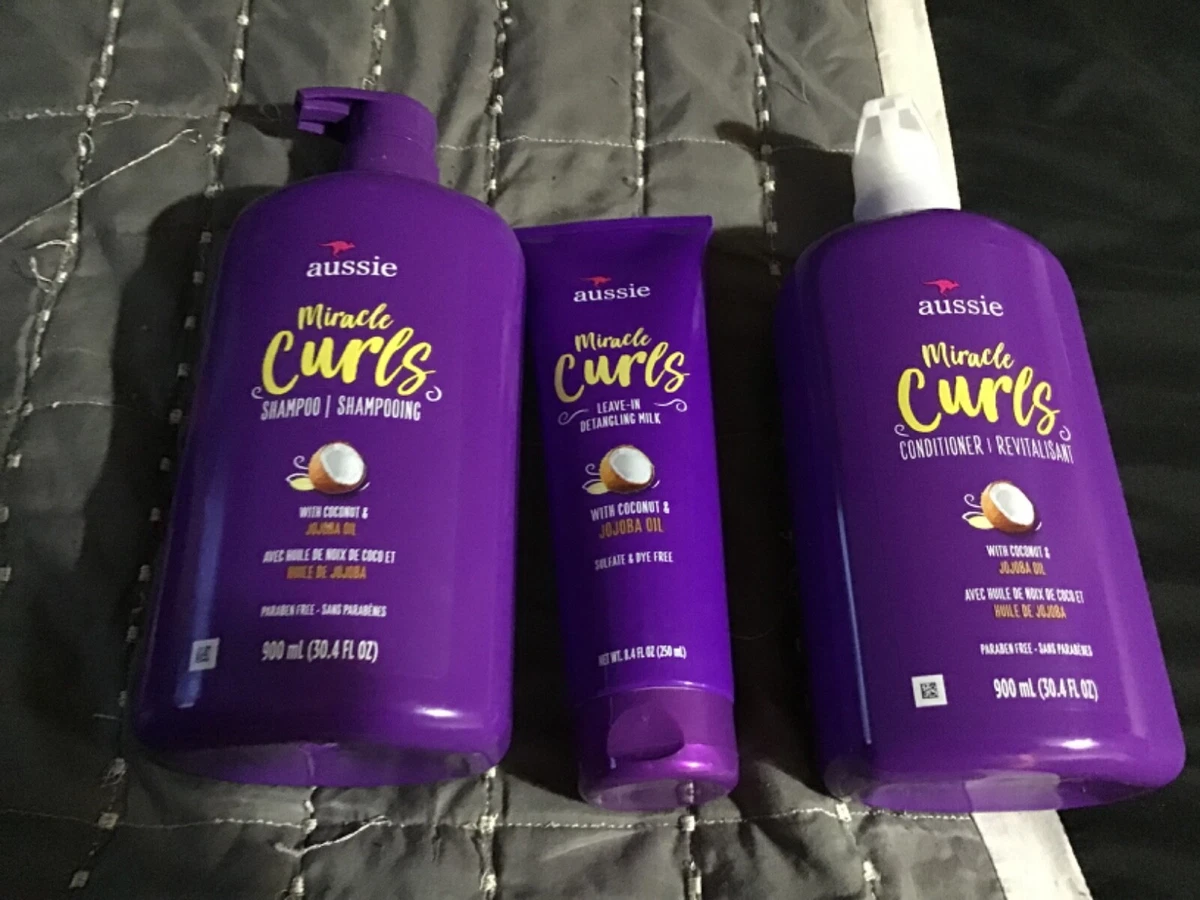 aussie
Miracle
Curls
SHAMPOO | SHAMPOOING
WITH COCONUT &
JOJOBA OIL
AVEC HUILE DE NOIX DE COCO ET
HUILE DE JOJOBA
PARABEN FREE - SANS PARABÈNES
900 mL (30.4 FL OZ)
aussie
Miracle
Curls
LEAVE-IN
DETANGLING MILK
WITH COCONUT &
JOJOBA OIL
SULFATE & DYE FREE
NET WT. 8.4 FL OZ (250 mL)
aussie
Miracle
Curls
CONDITIONER | REVITALISANT
WITH COCONUT &
JOJOBA OIL
AVEC HUILE DE NOIX DE COCO ET
HUILE DE JOJOBA
PARABEN FREE - SANS PARABÈNES
900 mL (30.4 FL OZ)